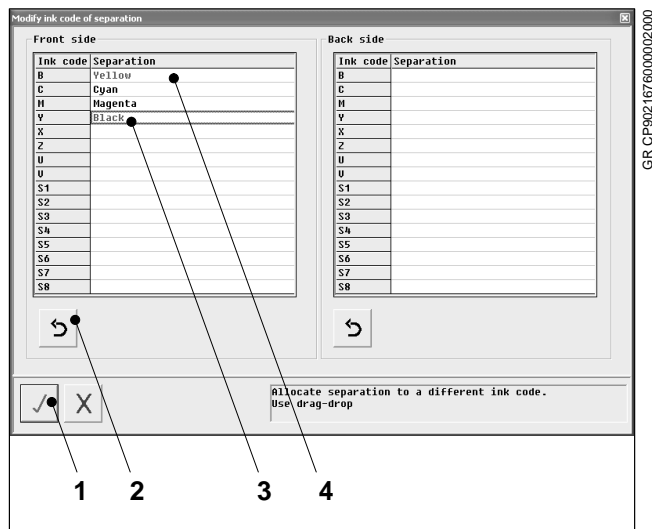 Modify ink code of separation
Front side
Ink code Separation
B Yellow
C Cyan
M Magenta
Y Black
X
Z
U
V
S1
S2
S3
S4
S5
S6
S7
S8
Back side
Ink code Separation
B
C
M
Y
X
Z
U
V
S1
S2
S3
S4
S5
S6
S7
S8
Allocate separation to a different ink code.
Use drag-drop
1 2 3 4
GR CP90216760000002000